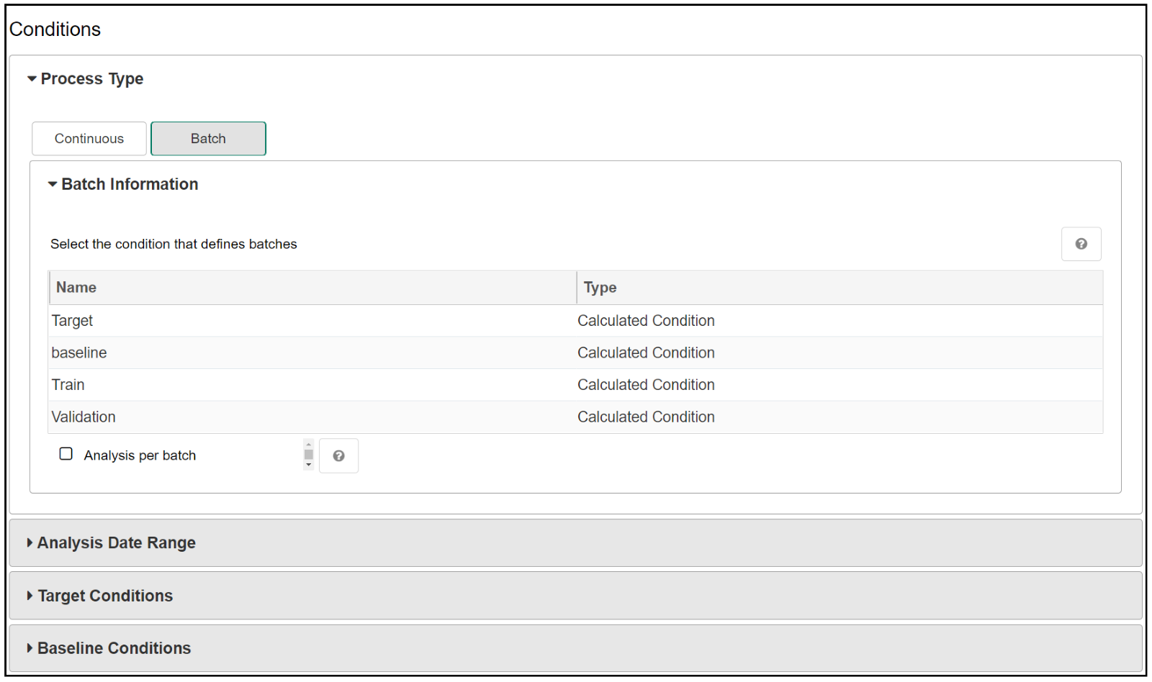 Conditions
Process Type
Continuous Batch
Batch Information
Select the condition that defines batches ?
Name Type
Target Calculated Condition
baseline Calculated Condition
Train Calculated Condition
Validation Calculated Condition
Analysis per batch ?
Analysis Date Range
Target Conditions
Baseline Conditions